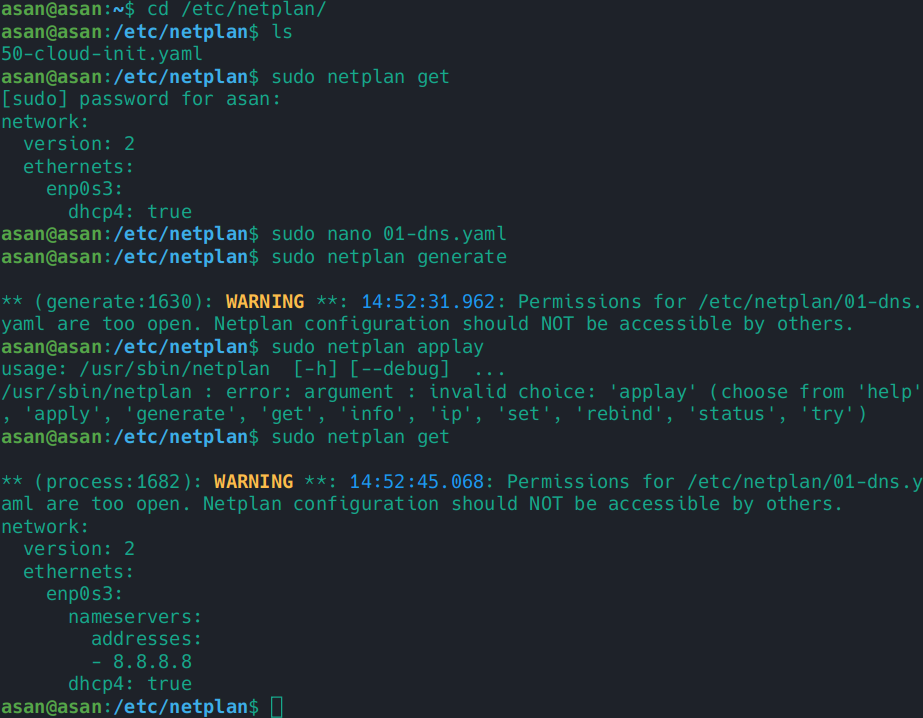 asan@asan:~$ cd /etc/netplan/
asan@asan:/etc/netplan$ ls
50-cloud-init.yaml
asan@asan:/etc/netplan$ sudo netplan get
[sudo] password for asan:
network:
  version: 2
  ethernets:
    enp0s3:
      dhcp4: true
asan@asan:/etc/netplan$ sudo nano 01-dns.yaml
asan@asan:/etc/netplan$ sudo netplan generate

** (generate:1630): WARNING **: 14:52:31.962: Permissions for /etc/netplan/01-dns.
yaml are too open. Netplan configuration should NOT be accessible by others.
asan@asan:/etc/netplan$ sudo netplan applay
usage: /usr/sbin/netplan  [-h] [--debug]  ...
/usr/sbin/netplan : error: argument : invalid choice: 'applay' (choose from 'help'
, 'apply', 'generate', 'get', 'info', 'ip', 'set', 'rebind', 'status', 'try')
asan@asan:/etc/netplan$ sudo netplan get

** (process:1682): WARNING **: 14:52:45.068: Permissions for /etc/netplan/01-dns.y
aml are too open. Netplan configuration should NOT be accessible by others.
network:
  version: 2
  ethernets:
    enp0s3:
      nameservers:
        addresses:
        - 8.8.8.8
      dhcp4: true
asan@asan:/etc/netplan$